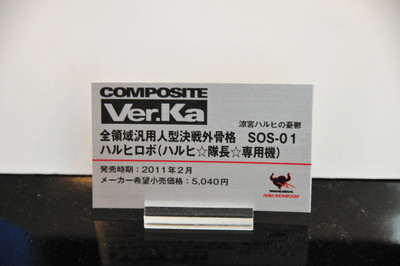 COMPOSITE
Ver.Ka
涼宮ハルヒの憂鬱
全領域汎用人型決戦外骨格 SOS-01
ハルヒロボ(ハルヒ☆隊長☆専用機)
発売時期:2011年2月
メーカー希望小売価格:5,040円